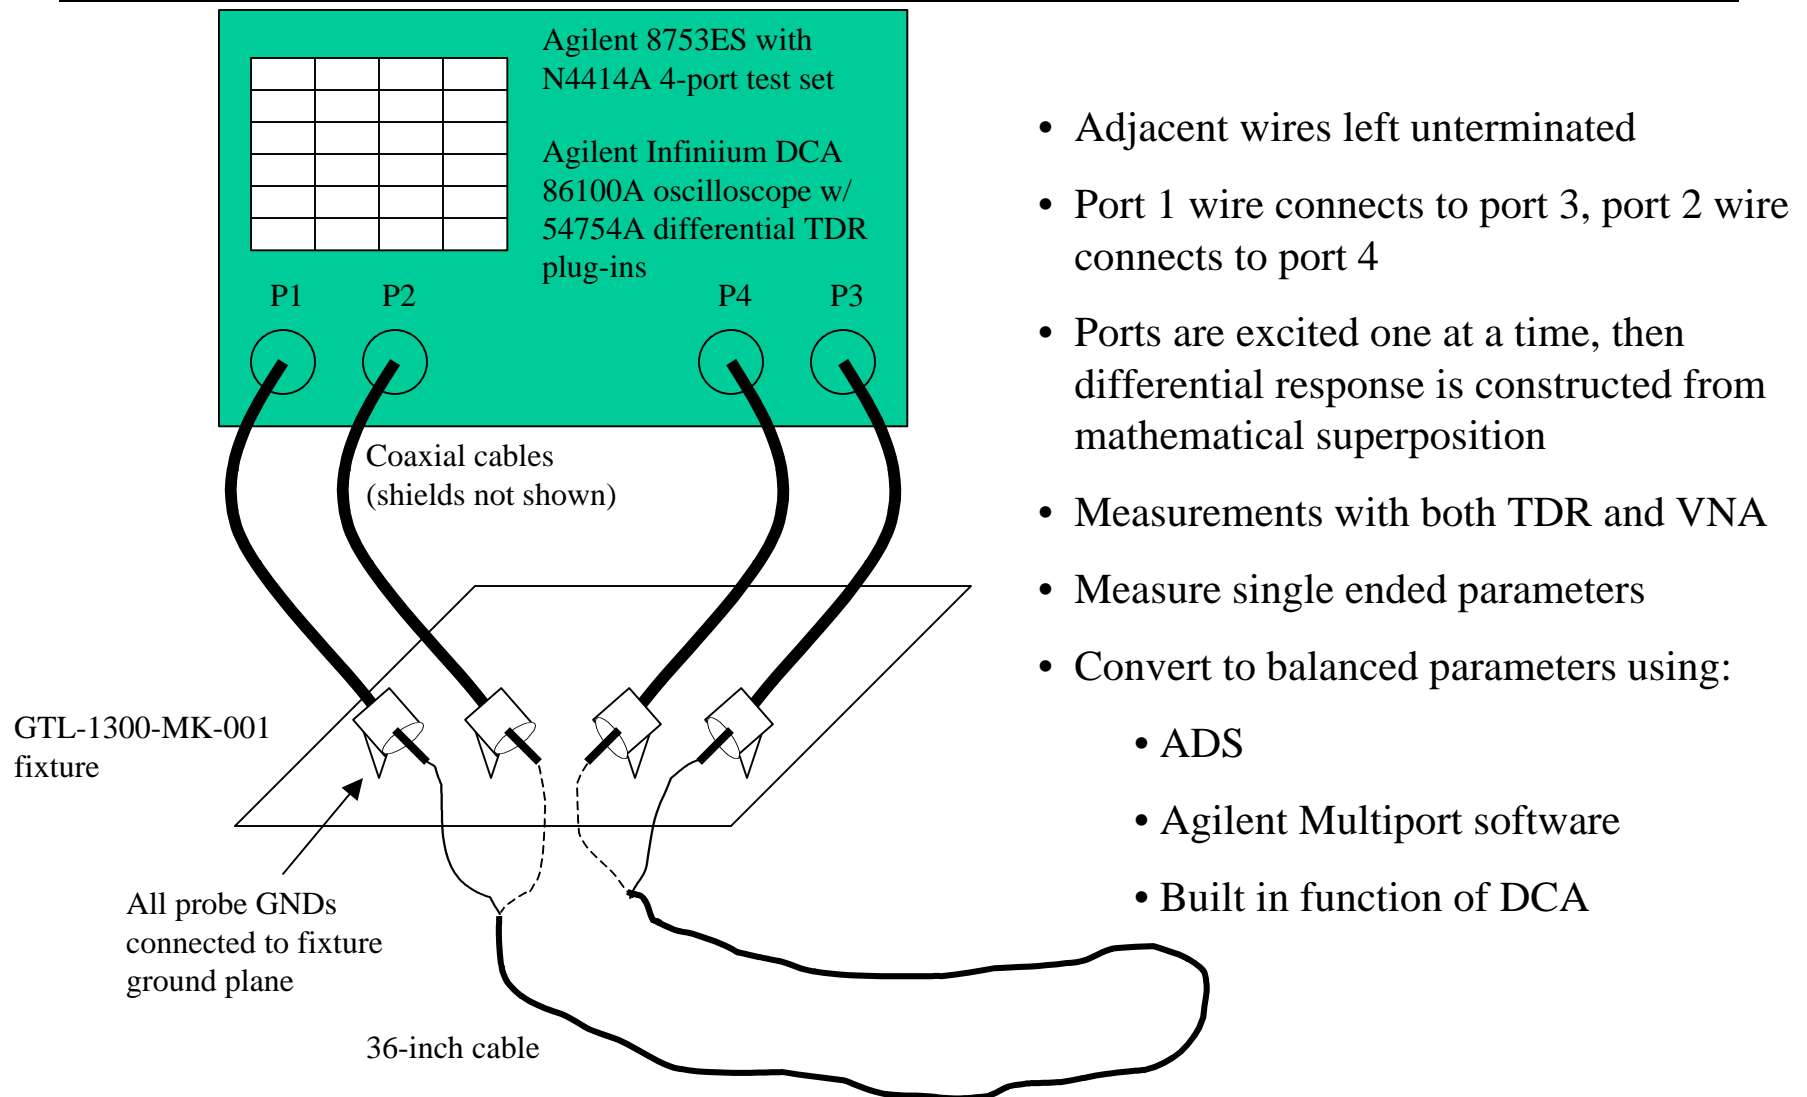 Agilent 8753ES with
N4414A 4-port test set
Agilent Infiniium DCA
86100A oscilloscope w/
54754A differential TDR
plug-ins
P1 P2 P4 P3
Coaxial cables
(shields not shown)
GTL-1300-MK-001
fixture
All probe GNDs
connected to fixture
ground plane
36-inch cable
• Adjacent wires left unterminated
• Port 1 wire connects to port 3, port 2 wire
connects to port 4
• Ports are excited one at a time, then
differential response is constructed from
mathematical superposition
• Measurements with both TDR and VNA
• Measure single ended parameters
• Convert to balanced parameters using:
• ADS
• Agilent Multiport software
• Built in function of DCA